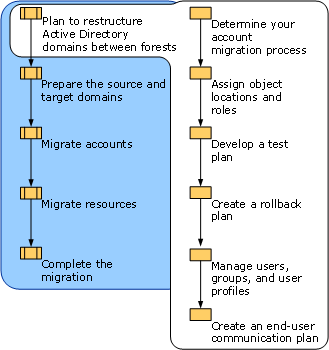 Plan to restructure
Active Directory
domains between forests
Prepare the source and
target domains
Migrate accounts
Migrate resources
Complete the
migration
Determine your
account
migration process
Assign object
locations and
roles
Develop a test
plan
Create a rollback
plan
Manage users,
groups, and user
profiles
Create an end-user
communication plan